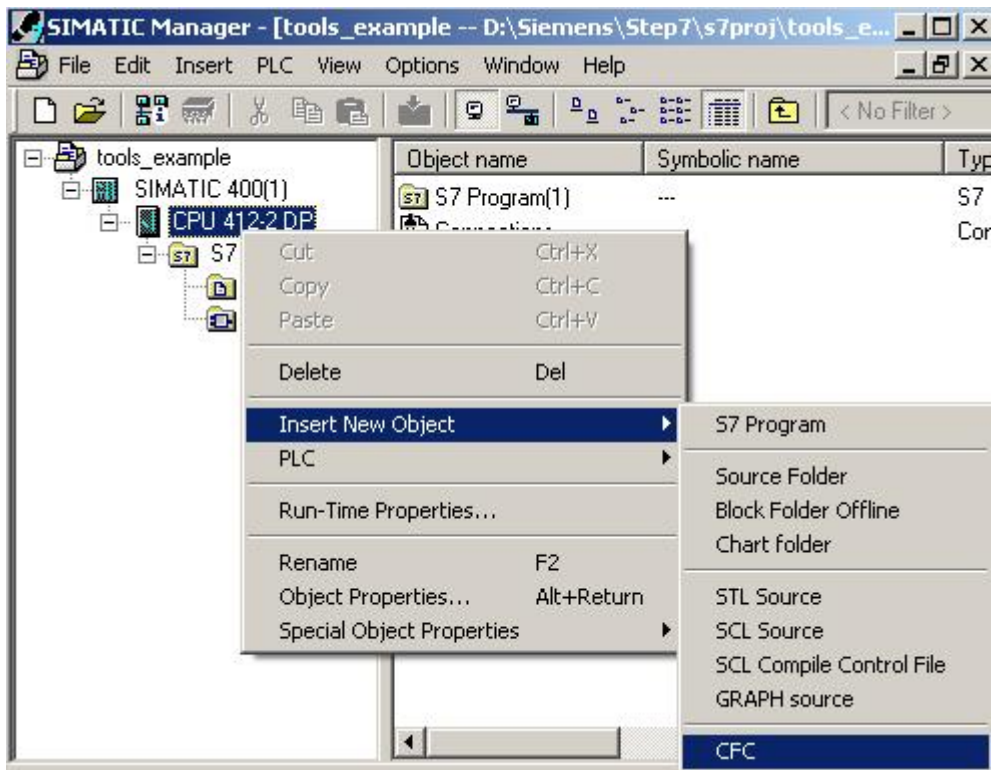 SIMATIC Manager - [tools_example -- D:\Siemens\Step7\s7proj\tools_e...
File Edit Insert PLC View Options Window Help
< No Filter >
tools_example
SIMATIC 400(1)
CPU 412-2 DP
S7
Object name Symbolic name Typ
S7 Program(1) --- S7
Connections Cor
Cut Ctrl+X
Copy Ctrl+C
Paste Ctrl+V
Delete Del
Insert New Object
PLC
Run-Time Properties...
Rename F2
Object Properties... Alt+Return
Special Object Properties
S7 Program
Source Folder
Block Folder Offline
Chart folder
STL Source
SCL Source
SCL Compile Control File
GRAPH source
CFC